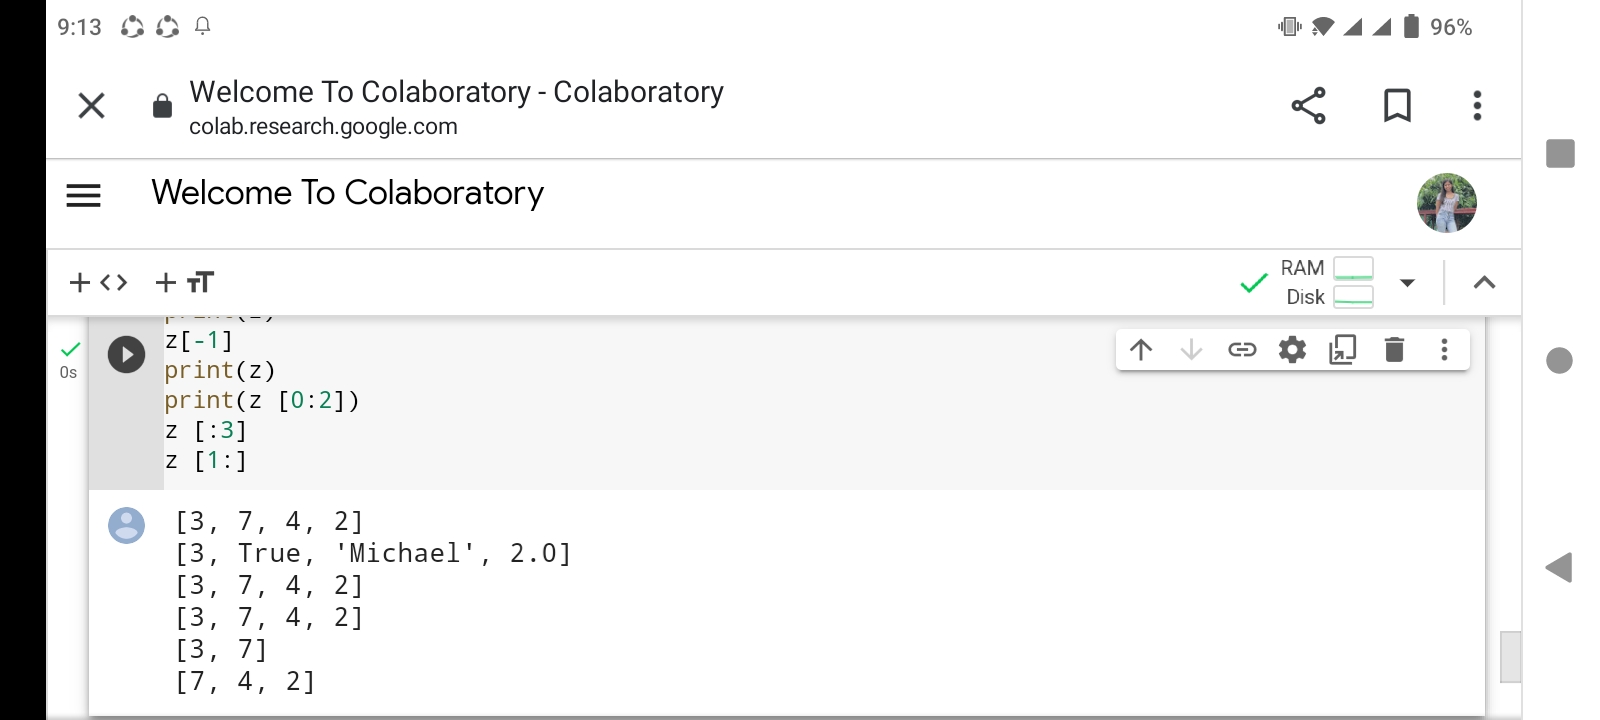 9:13
96%
Welcome To Colaboratory - Colaboratory
colab.research.google.com
Welcome To Colaboratory
RAM
Disk
z[-1]
0s
print(z)
print(z [0:2])
z [:3]
z [1:]
[3, 7, 4, 2]
[3, True, 'Michael', 2.0]
[3, 7, 4, 2]
[3, 7, 4, 2]
[3, 7]
[7, 4, 2]